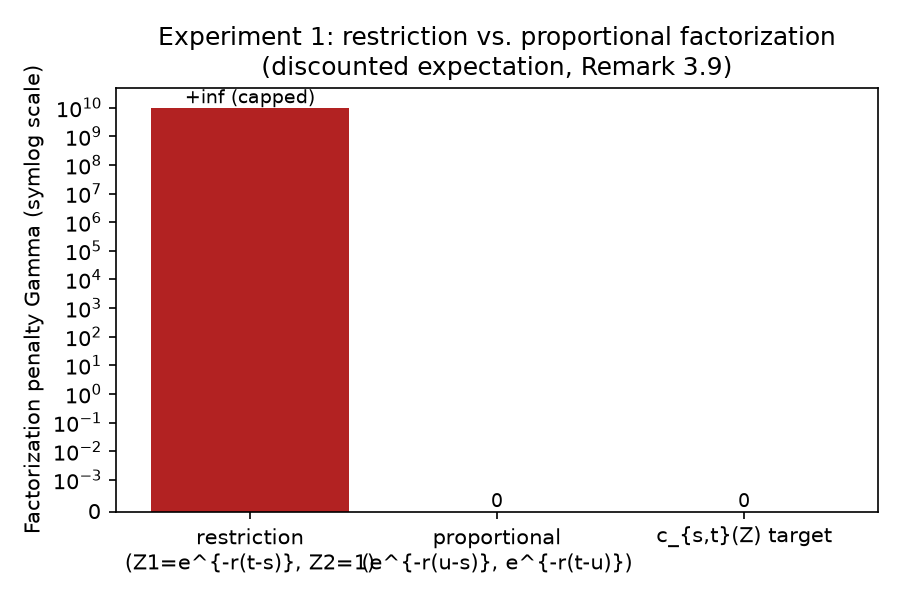 Experiment 1: restriction vs. proportional factorization
(discounted expectation, Remark 3.9)
Factorization penalty Gamma (symlog scale)
10^10
10^9
10^8
10^7
10^6
10^5
10^4
10^3
10^2
10^1
10^0
10^−1
10^−2
10^−3
0
+inf (capped)
0
0
restriction
(Z1=e^{-r(t-s)}, Z2=1)
proportional
(e^{-r(u-s)}, e^{-r(t-u)})
c_{s,t}(Z) target